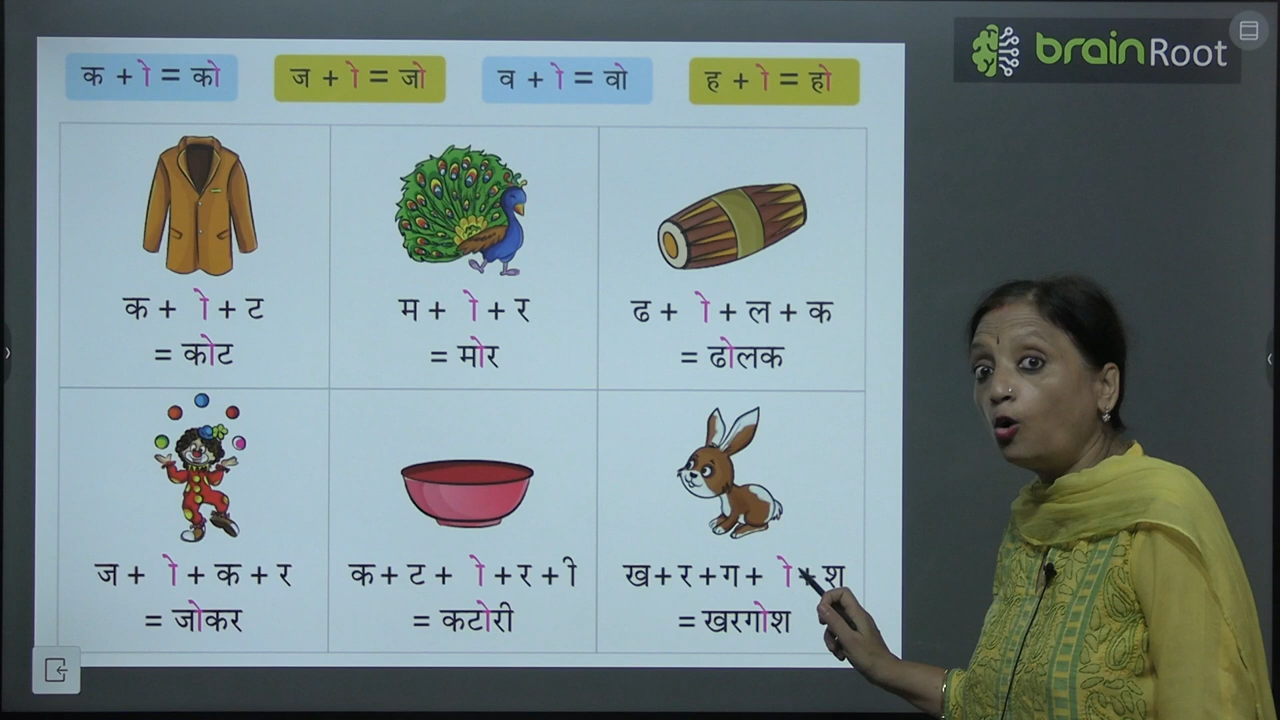 क + ो = को
ज + ो = जो
व + ो = वो
ह + ो = हो
brainRoot
क + ो + ट
= कोट
म + ो + र
= मोर
ढ + ो + ल + क
= ढोलक
ज + ो + क + र
= जोकर
क + ट + ो + र + ी
= कटोरी
ख + र + ग + ो + श
= खरगोश